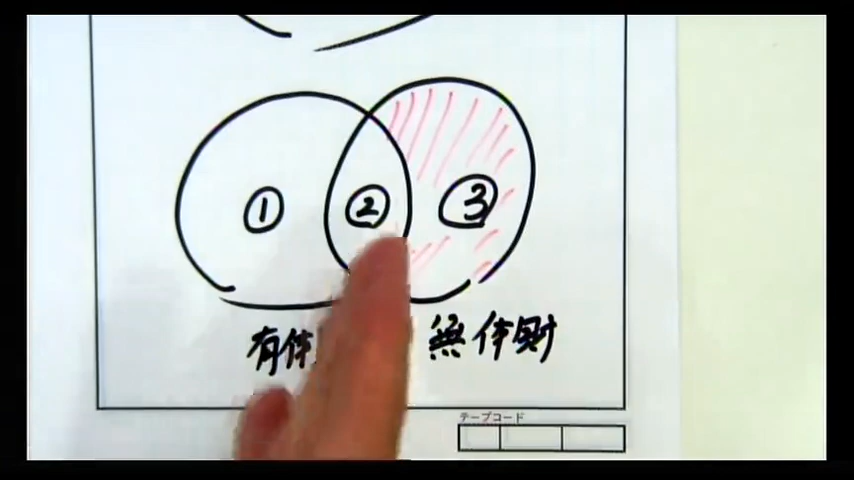 ① ② ③
有体 無体財
テープコード